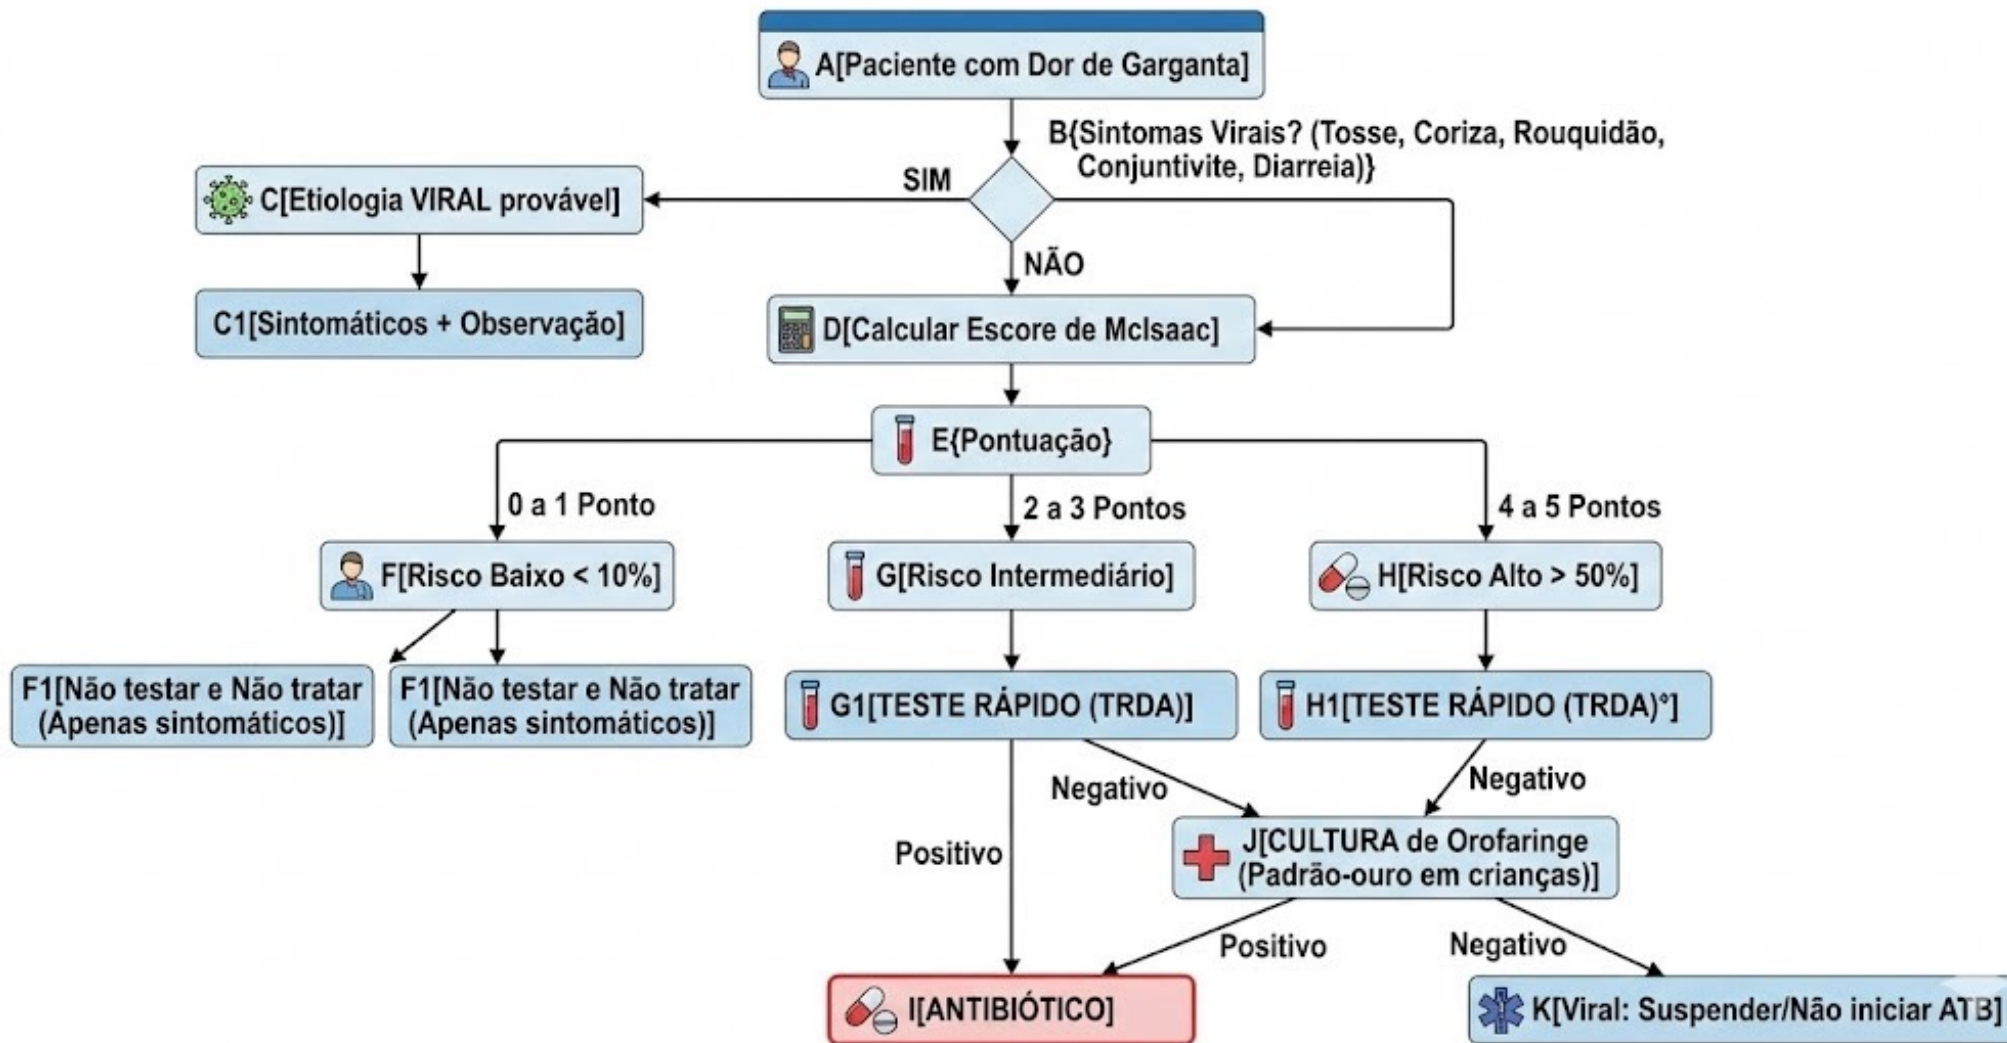 A[Paciente com Dor de Garganta]
B{Sintomas Virais? (Tosse, Coriza, Rouquidão,
Conjuntivite, Diarreia)}
SIM
C[Etiologia VIRAL provável]
NÃO
C1[Sintomáticos + Observação]
D[Calcular Escore de McIsaac]
E{Pontuação}
0 a 1 Ponto
2 a 3 Pontos
4 a 5 Pontos
F[Risco Baixo < 10%]
G[Risco Intermediário]
H[Risco Alto > 50%]
F1[Não testar e Não tratar
(Apenas sintomáticos)]
F1[Não testar e Não tratar
(Apenas sintomáticos)]
G1[TESTE RÁPIDO (TRDA)]
H1[TESTE RÁPIDO (TRDA)°]
Negativo
Negativo
Positivo
J[CULTURA de Orofaringe
(Padrão-ouro em crianças)]
Positivo
Negativo
I[ANTIBIÓTICO]
K[Viral: Suspender/Não iniciar ATB]